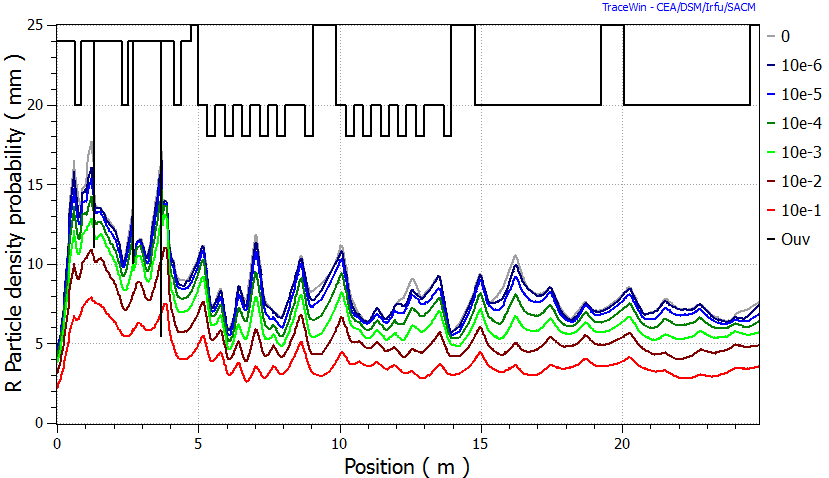 TraceWin - CEA/DSM/Irfu/SACM
R Particle density probability ( mm )
25
20
15
10
5
0
0
5
10
15
20
Position ( m )
0
10e-6
10e-5
10e-4
10e-3
10e-2
10e-1
Ouv